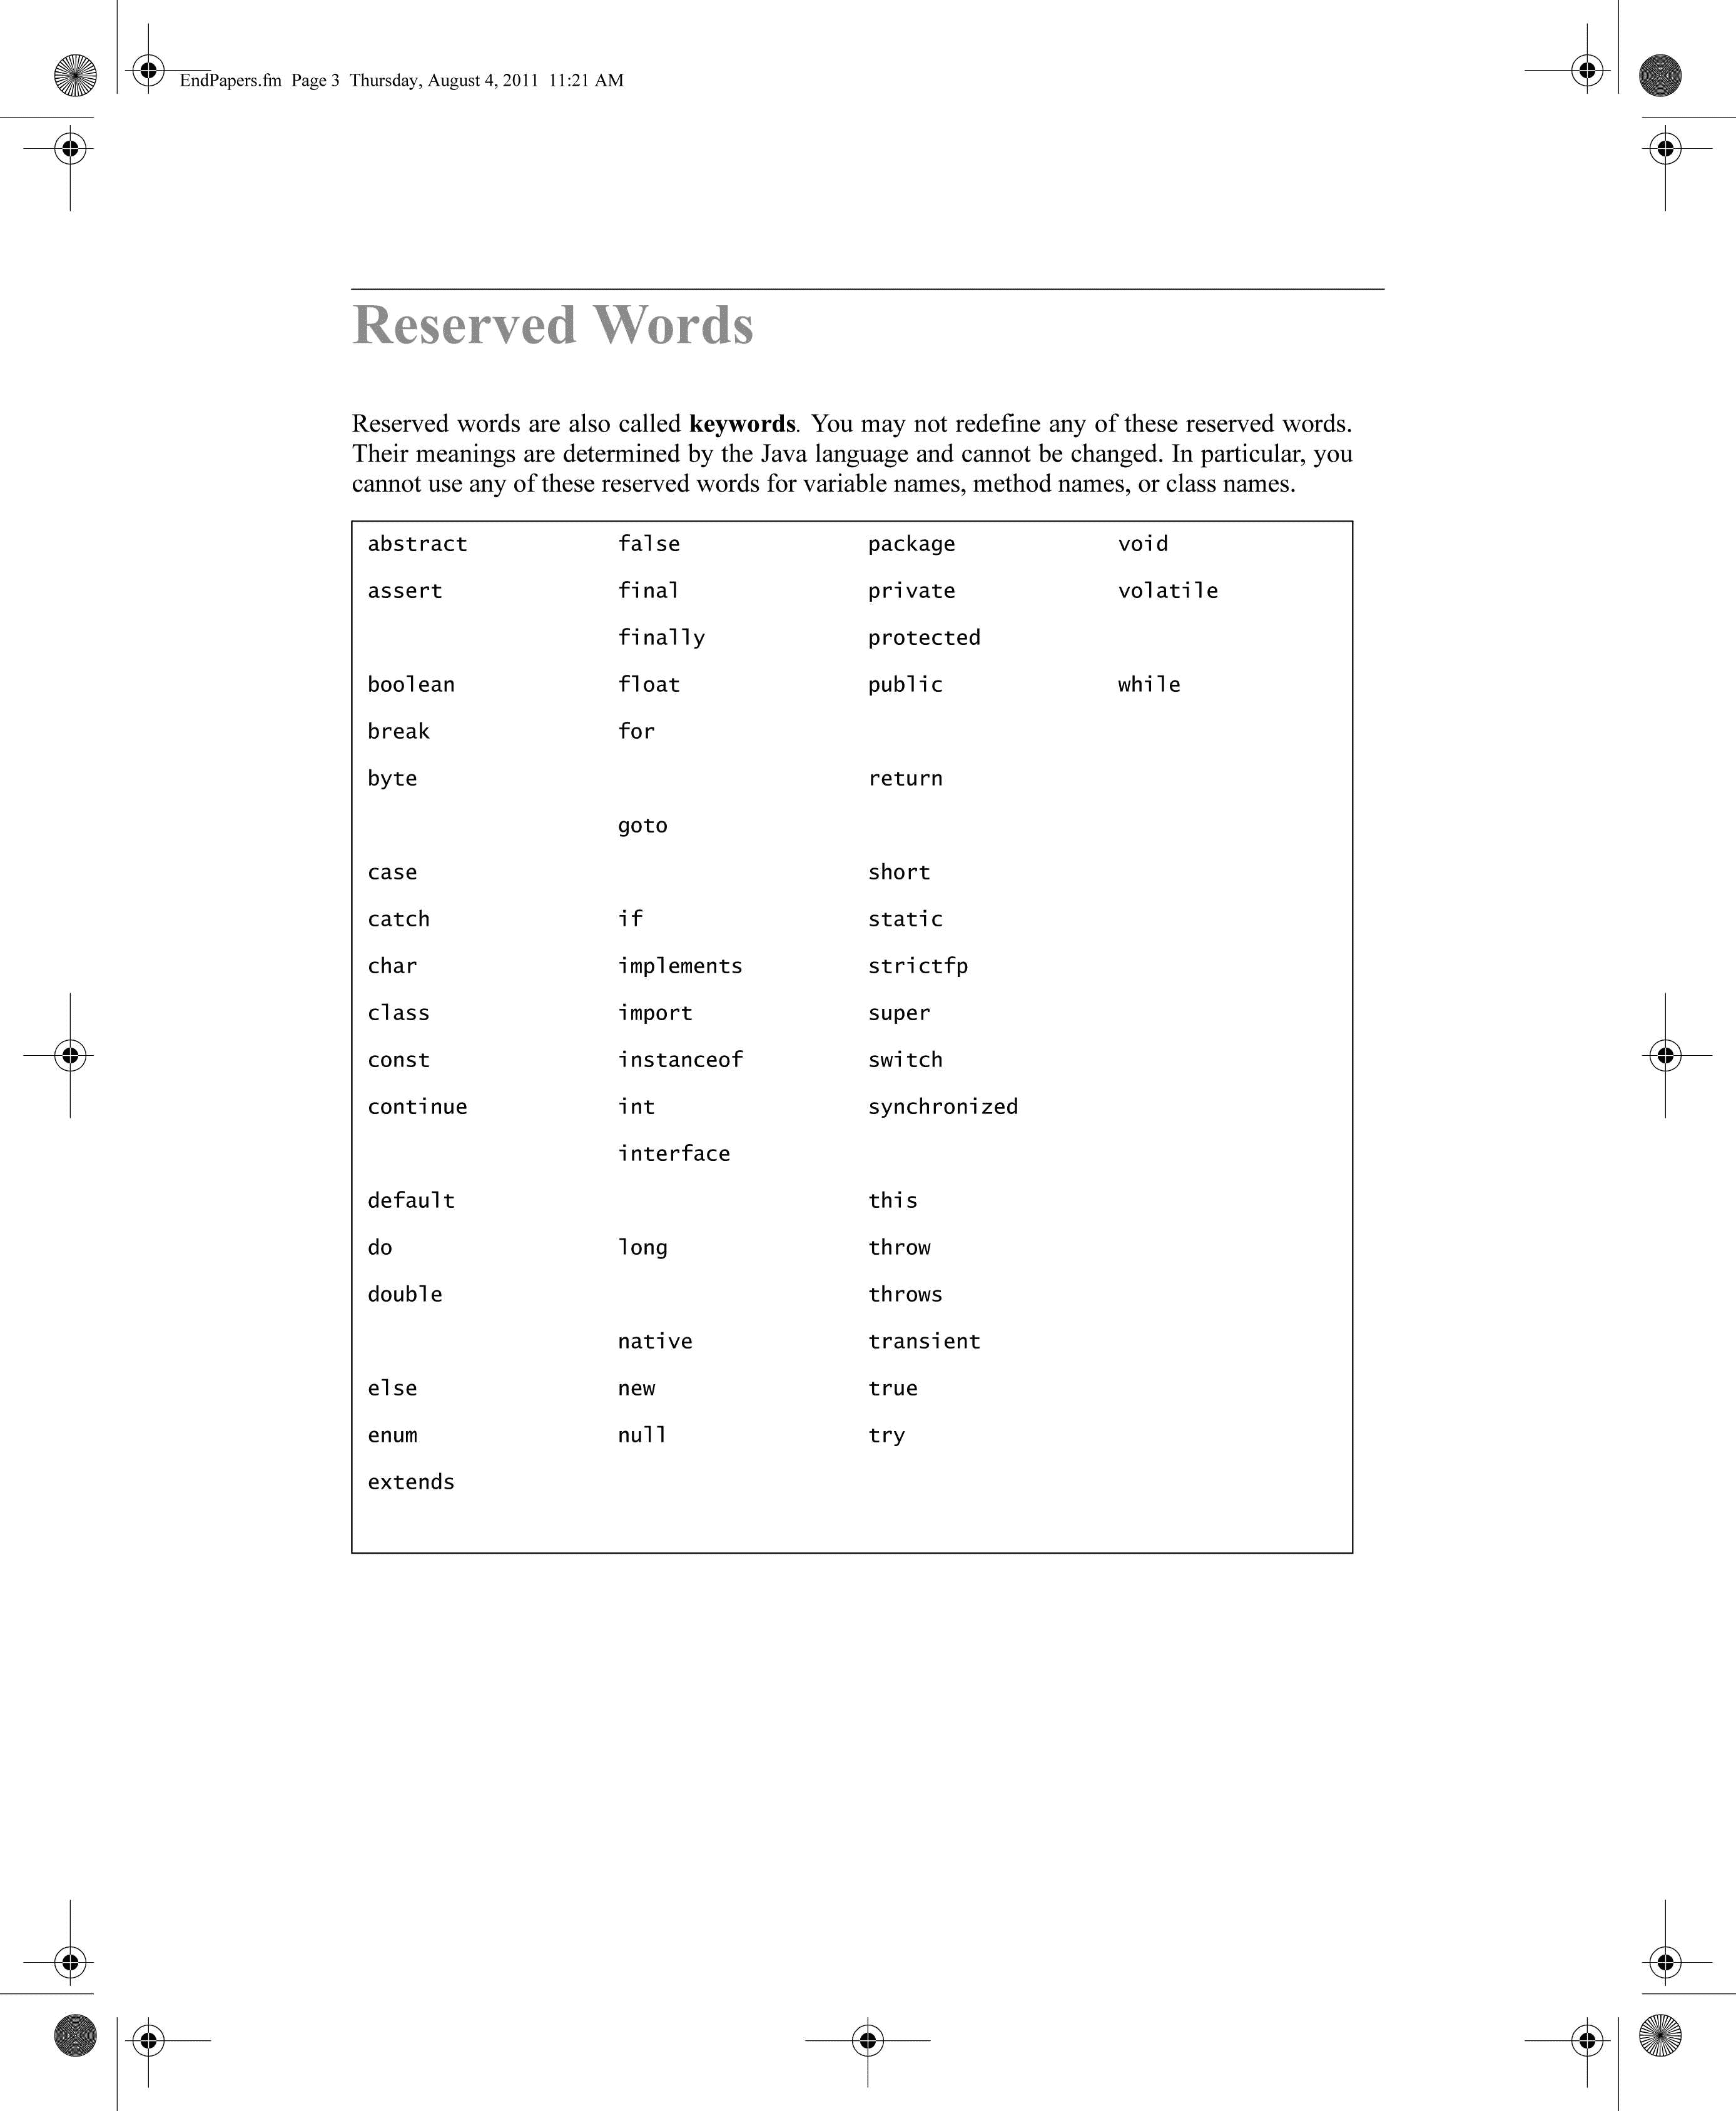 EndPapers.fm Page 3 Thursday, August 4, 2011 11:21 AM
Reserved Words
Reserved words are also called keywords. You may not redefine any of these reserved words.
Their meanings are determined by the Java language and cannot be changed. In particular, you
cannot use any of these reserved words for variable names, method names, or class names.
abstract false package void
assert final private volatile
finally protected
boolean float public while
break for
byte return
goto
case short
catch if static
char implements strictfp
class import super
const instanceof switch
continue int synchronized
interface
default this
do long throw
double throws
native transient
else new true
enum null try
extends